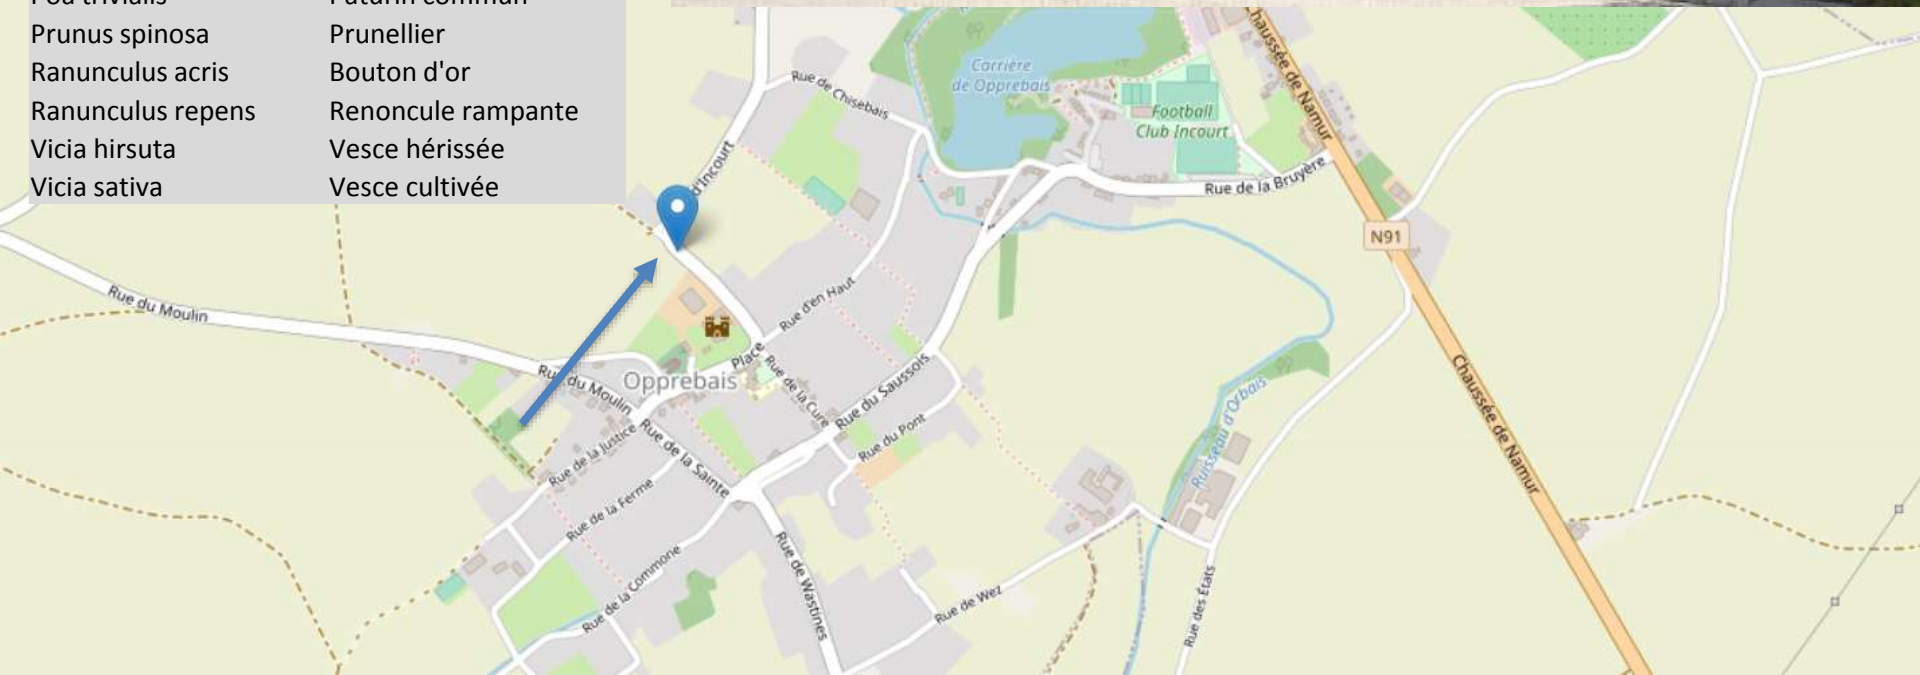 Poa trivialis Paturin commun
Prunus spinosa Prunellier
Ranunculus acris Bouton d'or
Ranunculus repens Renoncule rampante
Vicia hirsuta Vesce hérissée
Vicia sativa Vesce cultivée
Carrière
de Opprebais
Chaussée de Namur
Rue de Chisebais
Football
Club Incourt
d'Incourt
Rue de la Bruyère
N91
Rue du Moulin
Rue d'en Haut
Place
Rue du Moulin
Opprebais
Rue de la Cure
Rue du Saussois
Rue du Pont
Ruisseau d'Orbais
Chaussée de Namur
Rue de la Justice
Rue de la Sainte
Rue de la Ferme
Rue de la Commone
Rue de Wastines
Rue de Wez
Rue des États